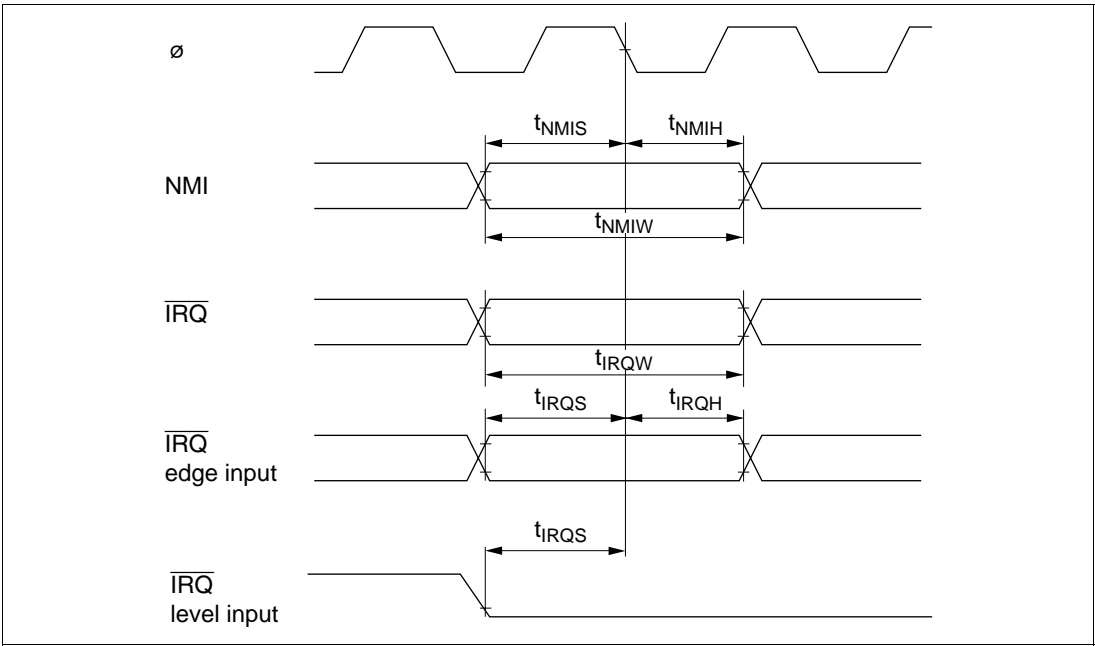 ø
tNMIS tNMIH
NMI
tNMIW
IRQ
tIRQW
tIRQS tIRQH
IRQ
edge input
tIRQS
IRQ
level input